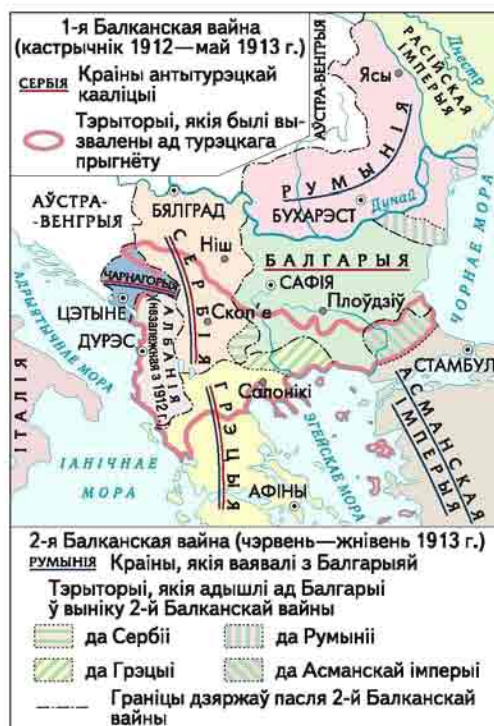 1-я Балканская вайна
(кастрычнік 1912—май 1913 г.)
СЕРБІЯ Краіны антытурэцкай
кааліцыі
Тэрыторыі, якія былі вы-
звалены ад турэцкага
прыгнёту
АЎСТРА-ВЕНГРЫЯ
РАСІЙСКАЯ
ІМПЕРЫЯ
Днестр
Ясы
РУМЫНІЯ
АЎСТРА-
ВЕНГРЫЯ
БЯЛГРАД
БУХАРЭСТ
Дунай
СЕРБІЯ
Ніш
БАЛГАРЫЯ
ЧОРНАЕ МОРА
ЧАРНАГОРЫЯ
САФІЯ
ЦЭТЫНЕ
Плоўдзіў
АДРЫЯТЫЧНАЕ МОРА
Скоп'е
ДУРЭС
АЛБАНІЯ
(незалежная з 1912 г.)
СТАМБУЛ
ІТАЛІЯ
Салонікі
ГРЭЦЫЯ
ЭГЕЙСКАЕ МОРА
АСМАНСКАЯ
ІМПЕРЫЯ
ІАНІЧНАЕ
МОРА
АФІНЫ
2-я Балканская вайна (чэрвень—жнівень 1913 г.)
РУМЫНІЯ Краіны, якія ваявалі з Балгарыяй
Тэрыторыі, якія адышлі ад Балгарыі
ў выніку 2-й Балканскай вайны
да Сербіі
да Румыніі
да Грэцыі
да Асманскай імперыі
Граніцы дзяржаў пасля 2-й Балканскай
вайны